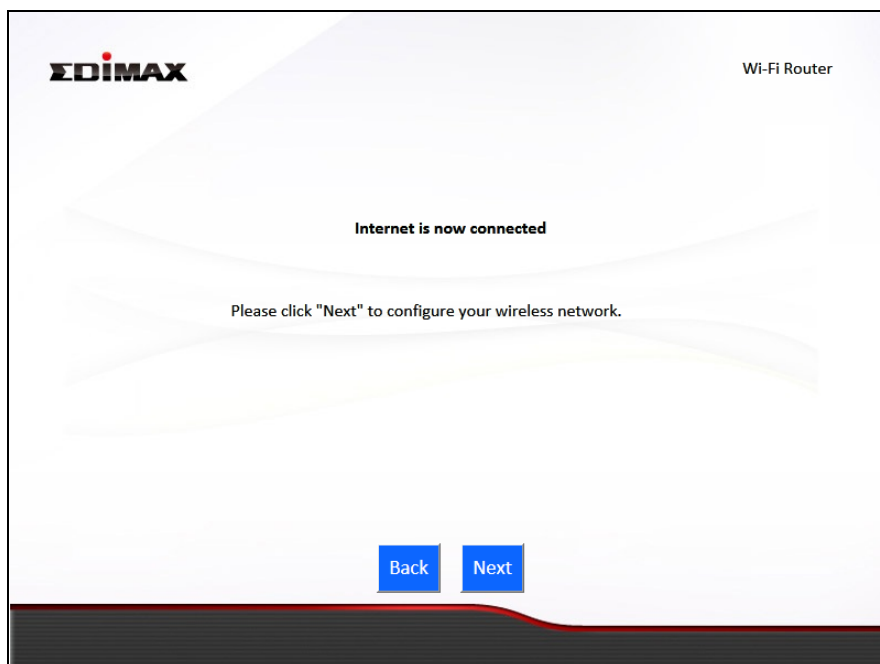 EDIMAX
Wi-Fi Router
Internet is now connected
Please click "Next" to configure your wireless network.
Back Next